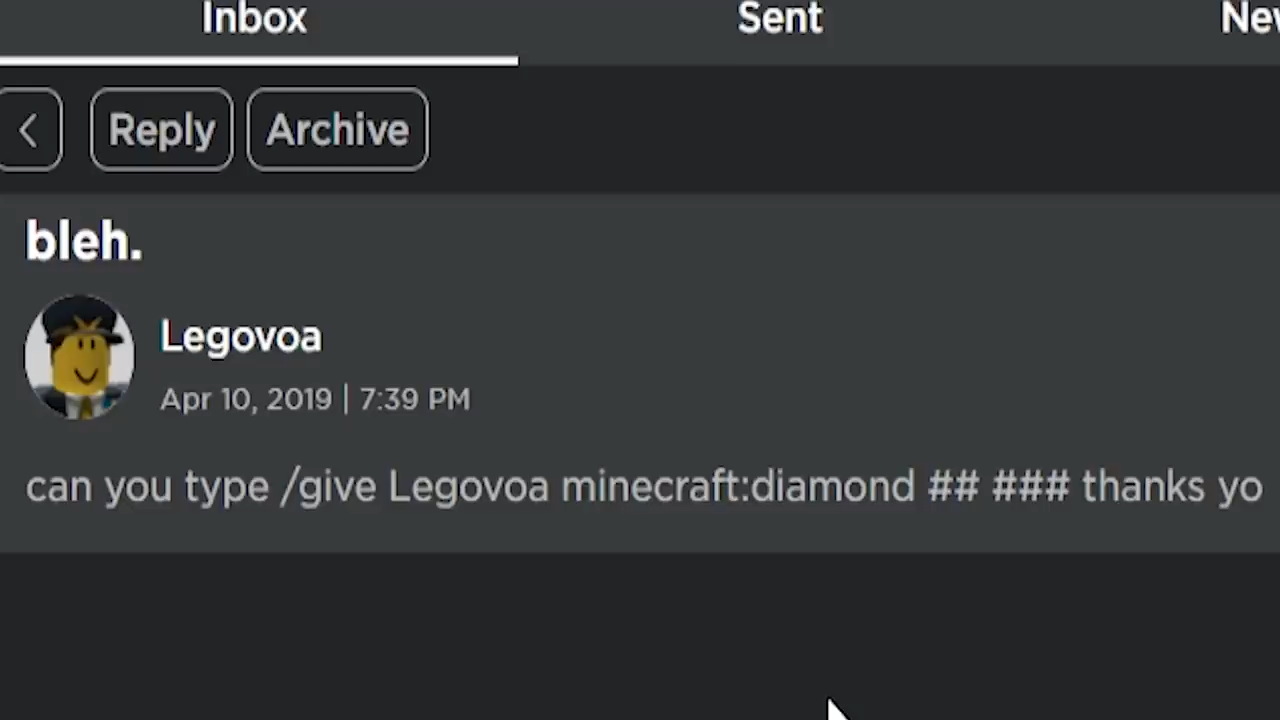 Inbox Sent New
Reply Archive
bleh.
Legovoa
Apr 10, 2019 | 7:39 PM
can you type /give Legovoa minecraft:diamond ## ### thanks yo